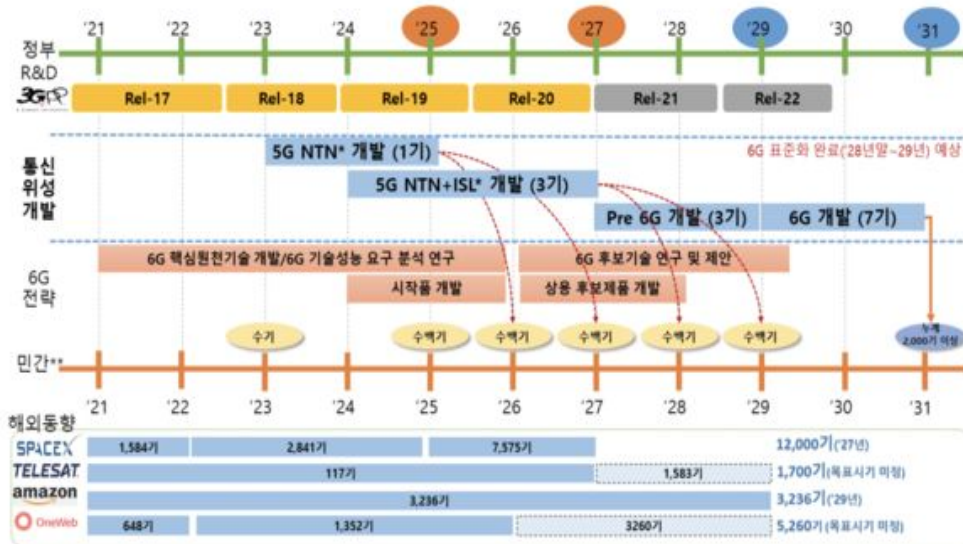 '21 '22 '23 '24 '25 '26 '27 '28 '29 '30 '31
정부
R&D
3GPP Rel-17 Rel-18 Rel-19 Rel-20 Rel-21 Rel-22
6G 표준화 완료('28년말~29년) 예상
통신
위성
개발
5G NTN* 개발 (1기)
5G NTN+ISL* 개발 (3기)
Pre 6G 개발 (3기) 6G 개발 (7기)
6G
전략
6G 핵심원천기술 개발/6G 기술성능 요구 분석 연구 6G 후보기술 연구 및 제안
시작품 개발 상용 후보제품 개발
수기 수백기 수백기 수백기 수백기 수백기 누계
2,000기 이상
민간**
'21 '22 '23 '24 '25 '26 '27 '28 '29 '30 '31
해외동향
SPACEX 1,584기 2,841기 7,575기 12,000기('27년)
TELESAT 117기 1,583기 1,700기(목표시기 미정)
amazon 3,236기 3,236기('29년)
OneWeb 648기 1,352기 3260기 5,260기(목표시기 미정)